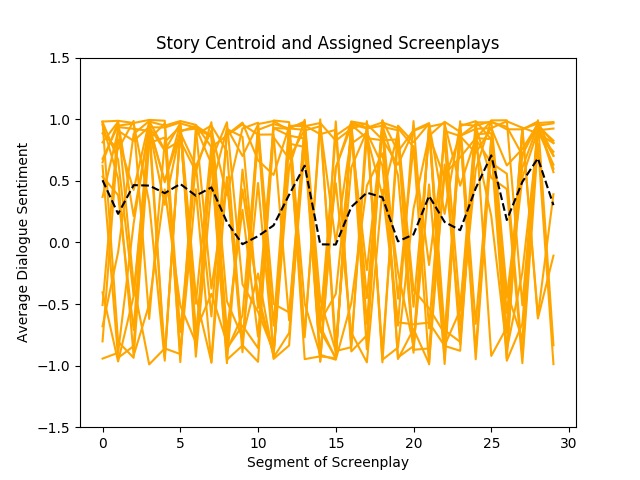 Story Centroid and Assigned Screenplays
1.5
1.0
0.5
0.0
−0.5
−1.0
−1.5
Average Dialogue Sentiment
0 5 10 15 20 25 30
Segment of Screenplay